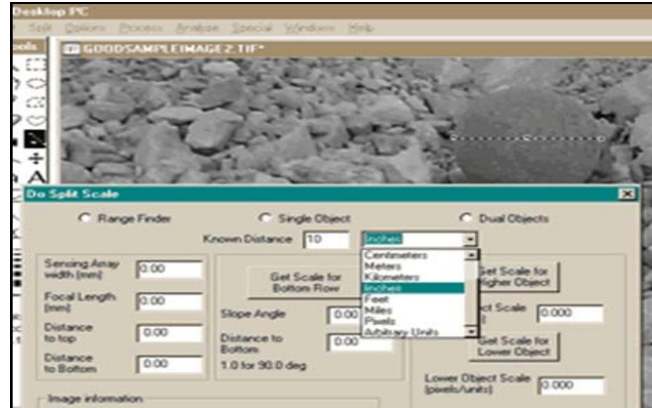 Desktop PC
Split Options Process Analyze Special Windows Help
ools
GOODSAMPLEIMAGE2.TIF*
A
Do Split Scale
Range Finder Single Object Dual Objects
Known Distance 10 Inches
Centimeters
Meters
Kilometers
Inches
Feet
Miles
Pixels
Arbitrary Units
Sensing Array
width (mm) 0.00
Focal Length
(mm) 0.00
Distance
to top 0.00
Distance
to Bottom 0.00
Get Scale for
Bottom Row
Slope Angle 0.00
Distance to
Bottom 0.00
1.0 for 90.0 deg
Get Scale for
Higher Object
ect Scale 0.000
Get Scale for
Lower Object
Lower Object Scale
(pixels/units) 0.000
Image information